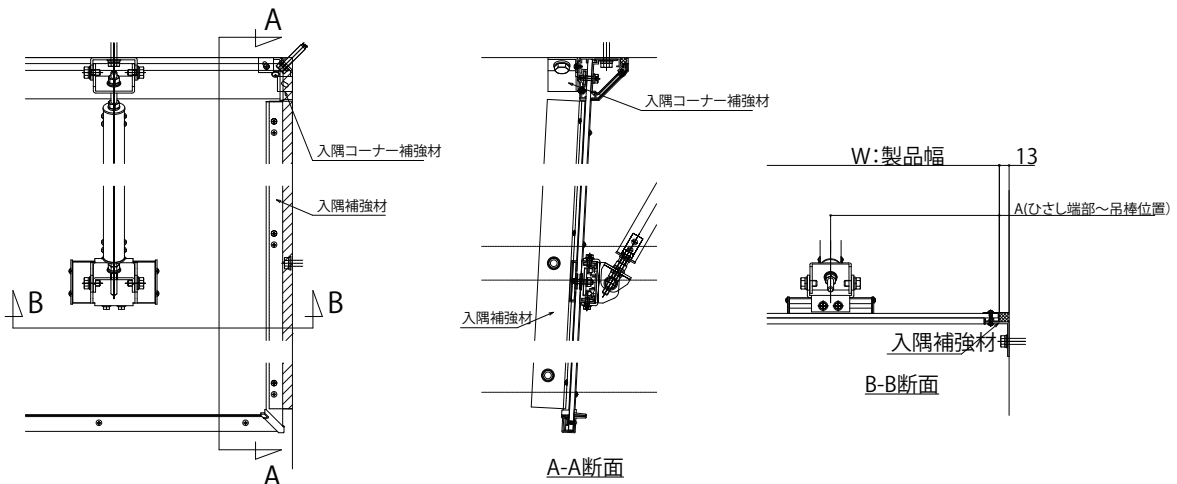 A
入隅コーナー補強材
入隅補強材
B
B
A
入隅コーナー補強材
入隅補強材
A-A断面
W:製品幅
13
A(ひさし端部～吊棒位置)
入隅補強材
B-B断面